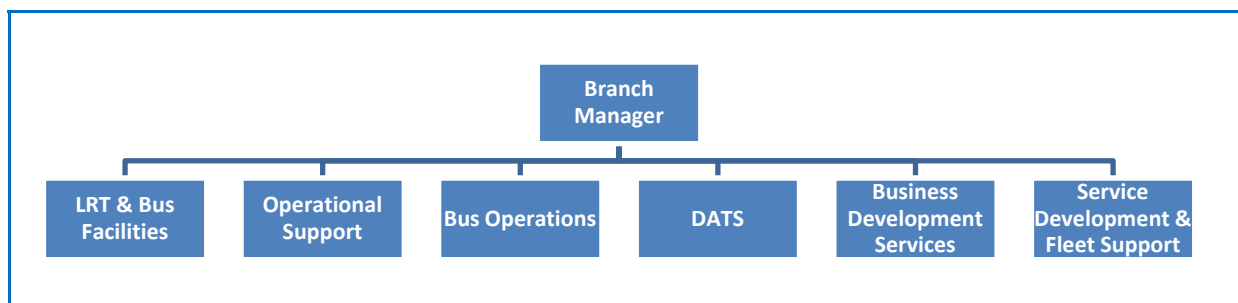 Branch
Manager
LRT & Bus
Facilities
Operational
Support
Bus Operations
DATS
Business
Development
Services
Service
Development &
Fleet Support